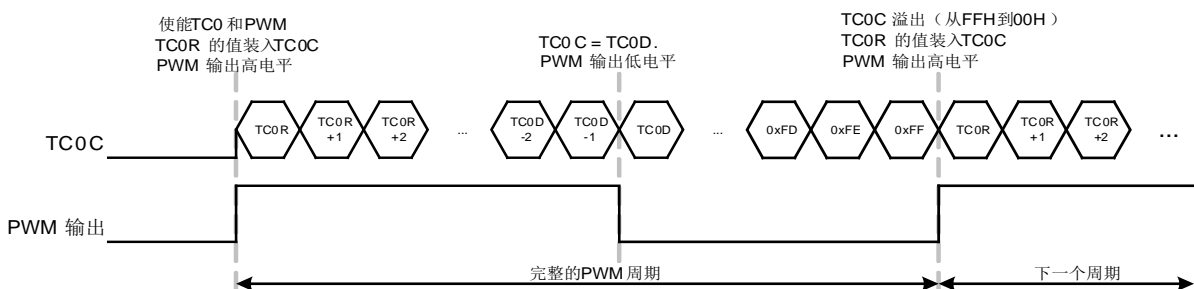 使能TC0 和PWM
TC0R 的值装入TC0C
PWM 输出高电平
TC0C = TC0D.
PWM 输出低电平
TC0C 溢出（从FFH到00H）
TC0R 的值装入TC0C
PWM 输出高电平
TC0C
TC0R
TC0R
+1
TC0R
+2
...
TC0D
-2
TC0D
-1
TC0D
...
0xFD
0xFE
0xFF
TC0R
TC0R
+1
TC0R
+2
...
PWM 输出
完整的PWM 周期
下一个周期